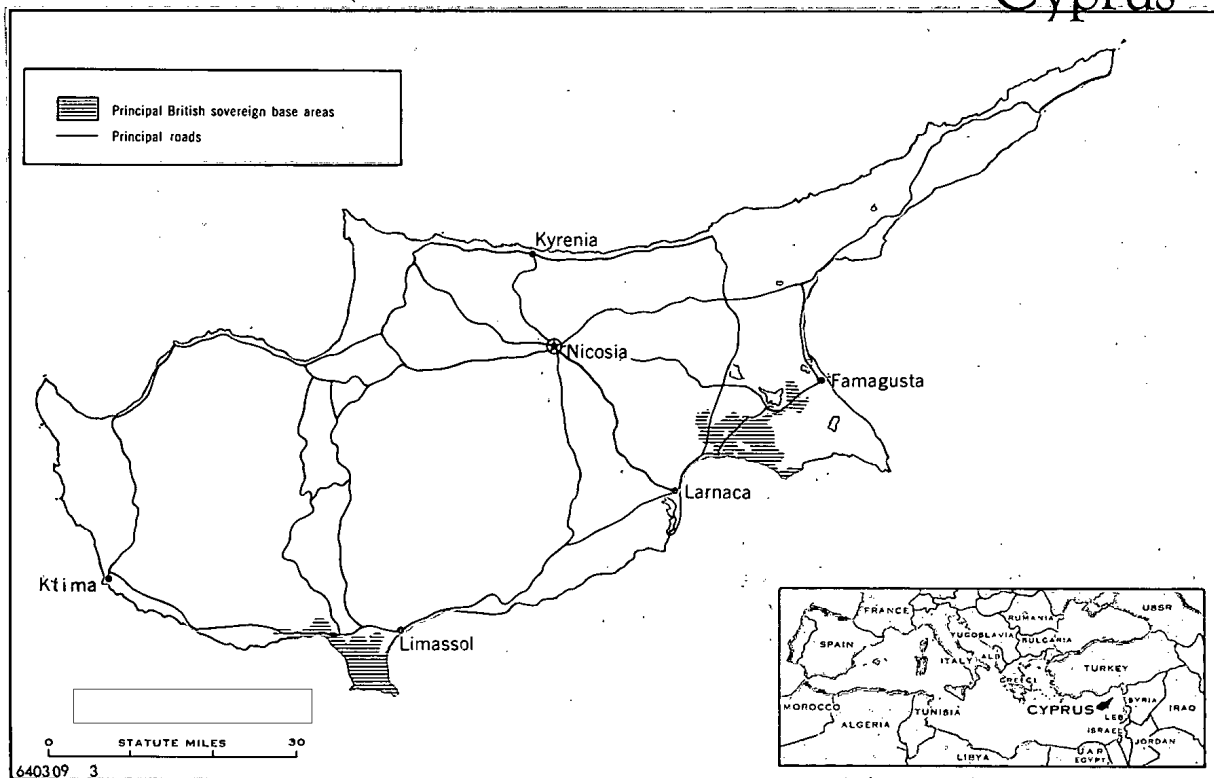 Cyprus
Principal British sovereign base areas
Principal roads
Kyrenia
Nicosia
Famagusta
Larnaca
Ktima
Limassol
FRANCE
RUMANIA
USSR
YUGOSLAVIA
BULGARIA
SPAIN
ITALY
ALB
GREECE
TURKEY
MOROCCO
ALGERIA
TUNISIA
CYPRUS
SYRIA
LEB
IRAQ
ISRAEL
JORDAN
LIBYA
UAR
EGYPT
0 STATUTE MILES 30
640309 3